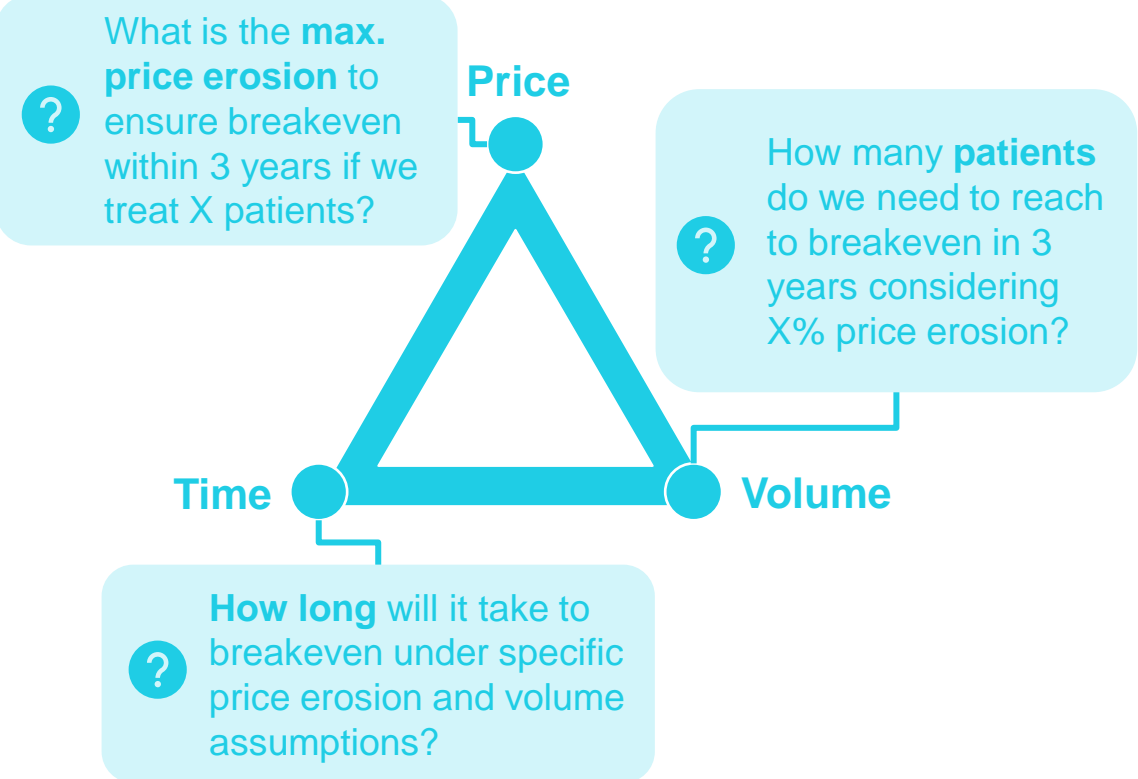 What is the max.
price erosion to
ensure breakeven
within 3 years if we
treat X patients?
?
Price
How many patients
do we need to reach
to breakeven in 3
years considering
X% price erosion?
?
Time
Volume
How long will it take to
breakeven under specific
price erosion and volume
assumptions?
?